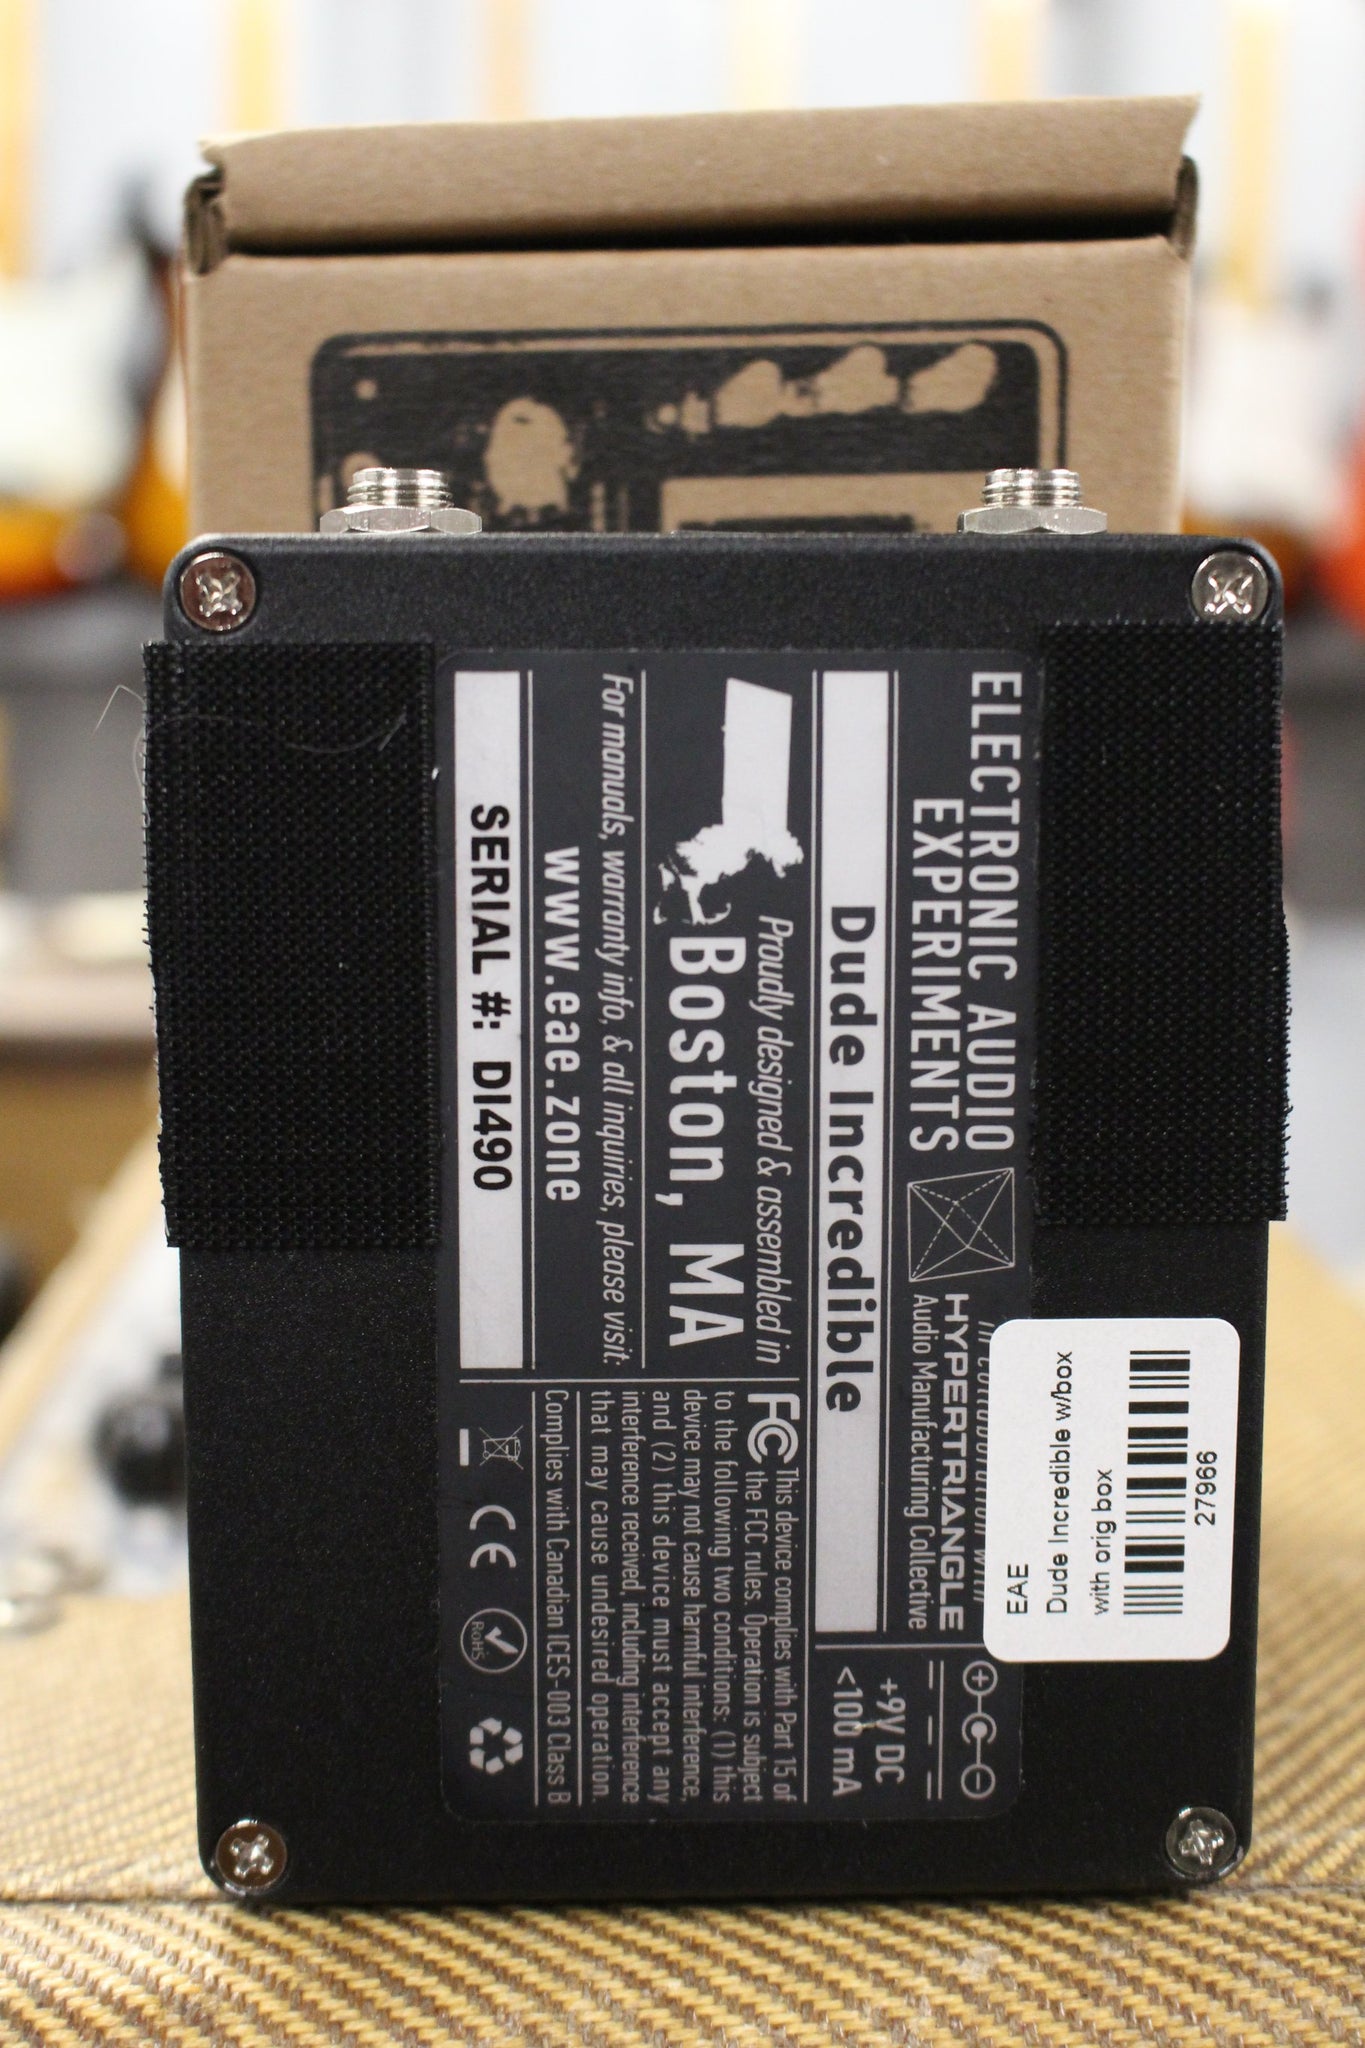 ELECTRONIC AUDIO
EXPERIMENTS
HYPERTRIANGLE
Audio Manufacturing Collective
Dude Incredible
+9V DC
<100 mA
Proudly designed & assembled in
Boston, MA
For manuals, warranty info, & all inquiries, please visit:
www.eae.zone
SERIAL #: DI490
FC This device complies with Part 15 of
the FCC rules. Operation is subject
to the following two conditions: (1) this
device may not cause harmful interference,
and (2) this device must accept any
interference received, including interference
that may cause undesired operation.
Complies with Canadian ICES-003 Class B
CE
RoHS
EAE
Dude Incredible w/box
with orig box
27966